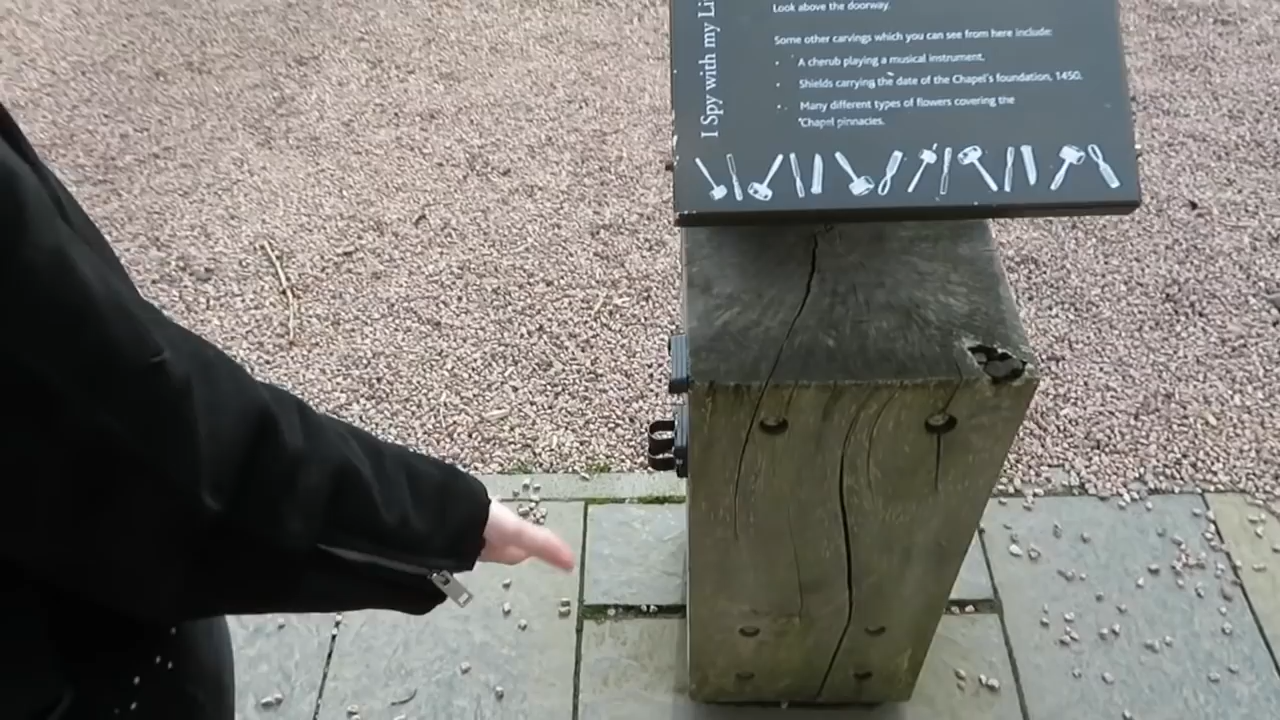 I Spy with my Li
Look above the doorway.
Some other carvings which you can see from here include:
• A cherub playing a musical instrument.
• Shields carrying the date of the Chapel's foundation, 1450.
• Many different types of flowers covering the
Chapel pinnacles.